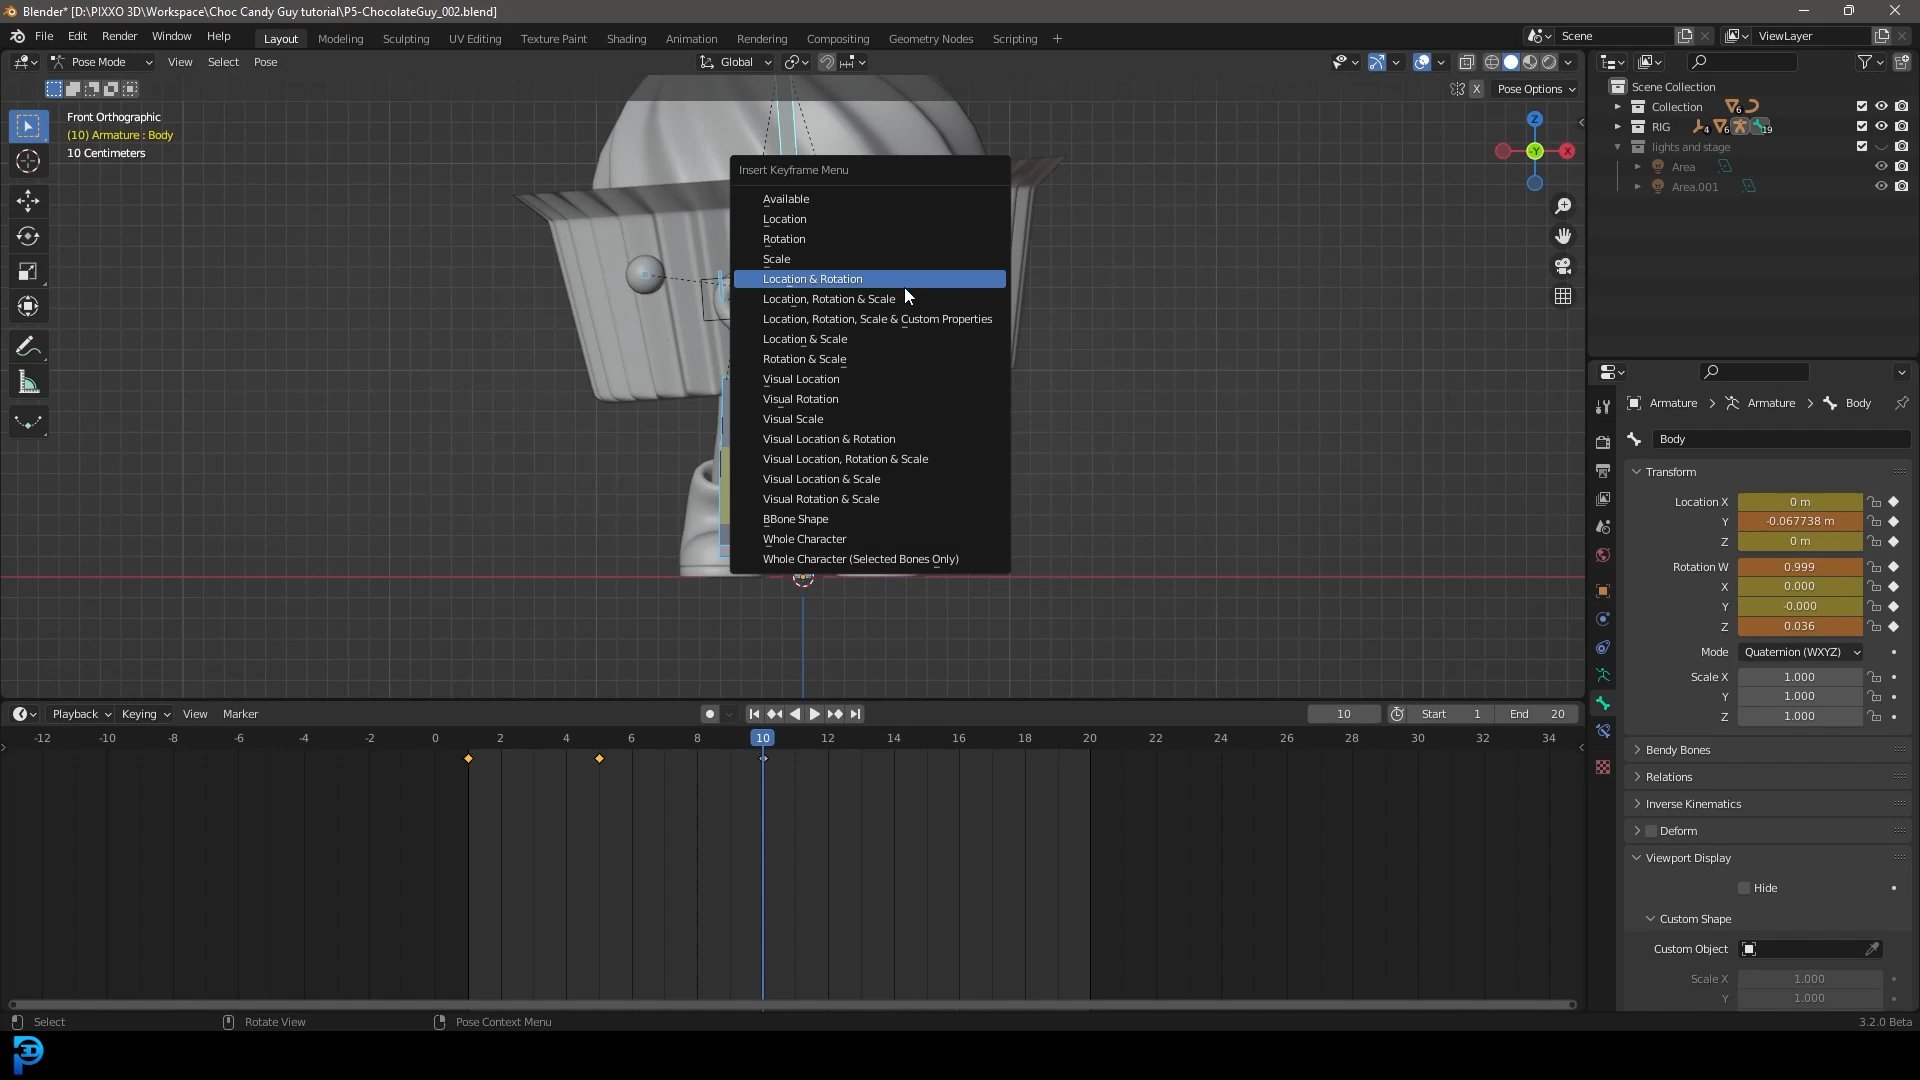 Blender* [D:\PIXXO 3D\Workspace\Choc Candy Guy tutorial\P5-ChocolateGuy_002.blend]
File Edit Render Window Help Layout Modeling Sculpting UV Editing Texture Paint Shading Animation Rendering Compositing Geometry Nodes Scripting + Scene ViewLayer
Pose Mode View Select Pose Global
X Pose Options
Front Orthographic
(10) Armature : Body
10 Centimeters
Z
-Y
X
Scene Collection
Collection 6
RIG 4 6 19
lights and stage
Area
Area.001
Insert Keyframe Menu
Available
Location
Rotation
Scale
Location & Rotation
Location, Rotation & Scale
Location, Rotation, Scale & Custom Properties
Location & Scale
Rotation & Scale
Visual Location
Visual Rotation
Visual Scale
Visual Location & Rotation
Visual Location, Rotation & Scale
Visual Location & Scale
Visual Rotation & Scale
BBone Shape
Whole Character
Whole Character (Selected Bones Only)
Armature Armature Body
Body
Transform
Location X 0 m
Y -0.067738 m
Z 0 m
Rotation W 0.999
X 0.000
Y -0.000
Z 0.036
Mode Quaternion (WXYZ)
Scale X 1.000
Y 1.000
Z 1.000
Bendy Bones
Relations
Inverse Kinematics
Deform
Viewport Display
Hide
Custom Shape
Custom Object
Scale X 1.000
Y 1.000
Playback Keying View Marker 10 Start 1 End 20
-12 -10 -8 -6 -4 -2 0 2 4 6 8 10 12 14 16 18 20 22 24 26 28 30 32 34
Select Rotate View Pose Context Menu 3.2.0 Beta